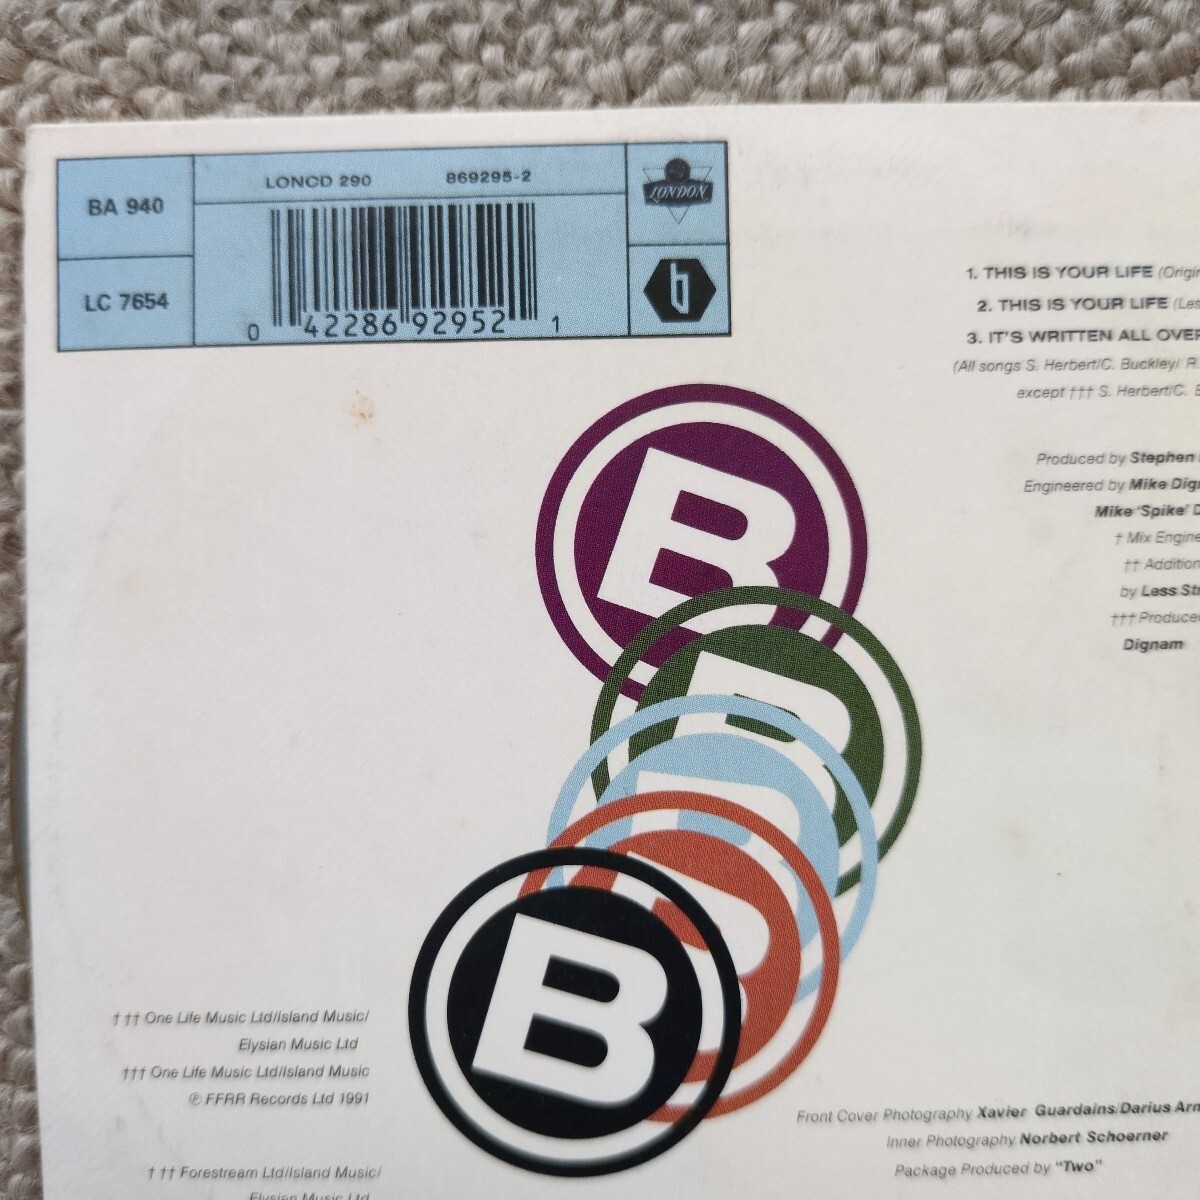 BA 940
LC 7654
LONCD 290 869295-2
0 42286 92952 1
LONDON
b
1. THIS IS YOUR LIFE
2. THIS IS YOUR LIFE
3. IT'S WRITTEN ALL OVER
(All songs S. Herbert/C. Buckley/ R.
except ††† S. Herbert/C.
Produced by Stephen
Engineered by Mike
Mike 'Spike'
† Mix
††
by Less
†††
Dignam
B
B
B
B
B
† †† One Life Music Ltd/Island Music/
Elysian Music Ltd
††† One Life Music Ltd/Island Music
℗ FFRR Records Ltd 1991
† †† Forestream Ltd/Island Music/
Elysian Music Ltd
Front Cover Photography Xavier Guardains/Darius
Inner Photography Norbert Schoerner
Package Produced by "Two"